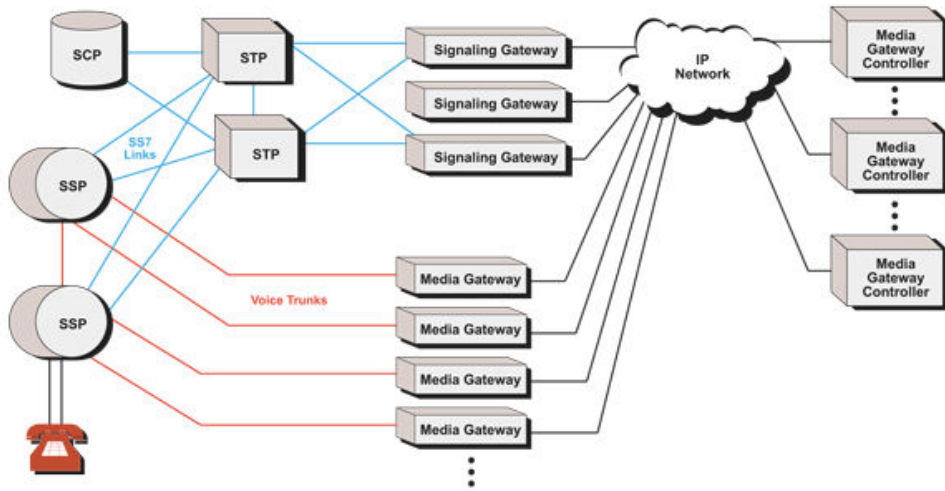 SCP
STP
Signaling Gateway
IP
Network
Media
Gateway
Controller
Signaling Gateway
SS7
Links
STP
Signaling Gateway
Media
Gateway
Controller
SSP
Media Gateway
Media
Gateway
Controller
Voice Trunks
SSP
Media Gateway
Media Gateway
Media Gateway